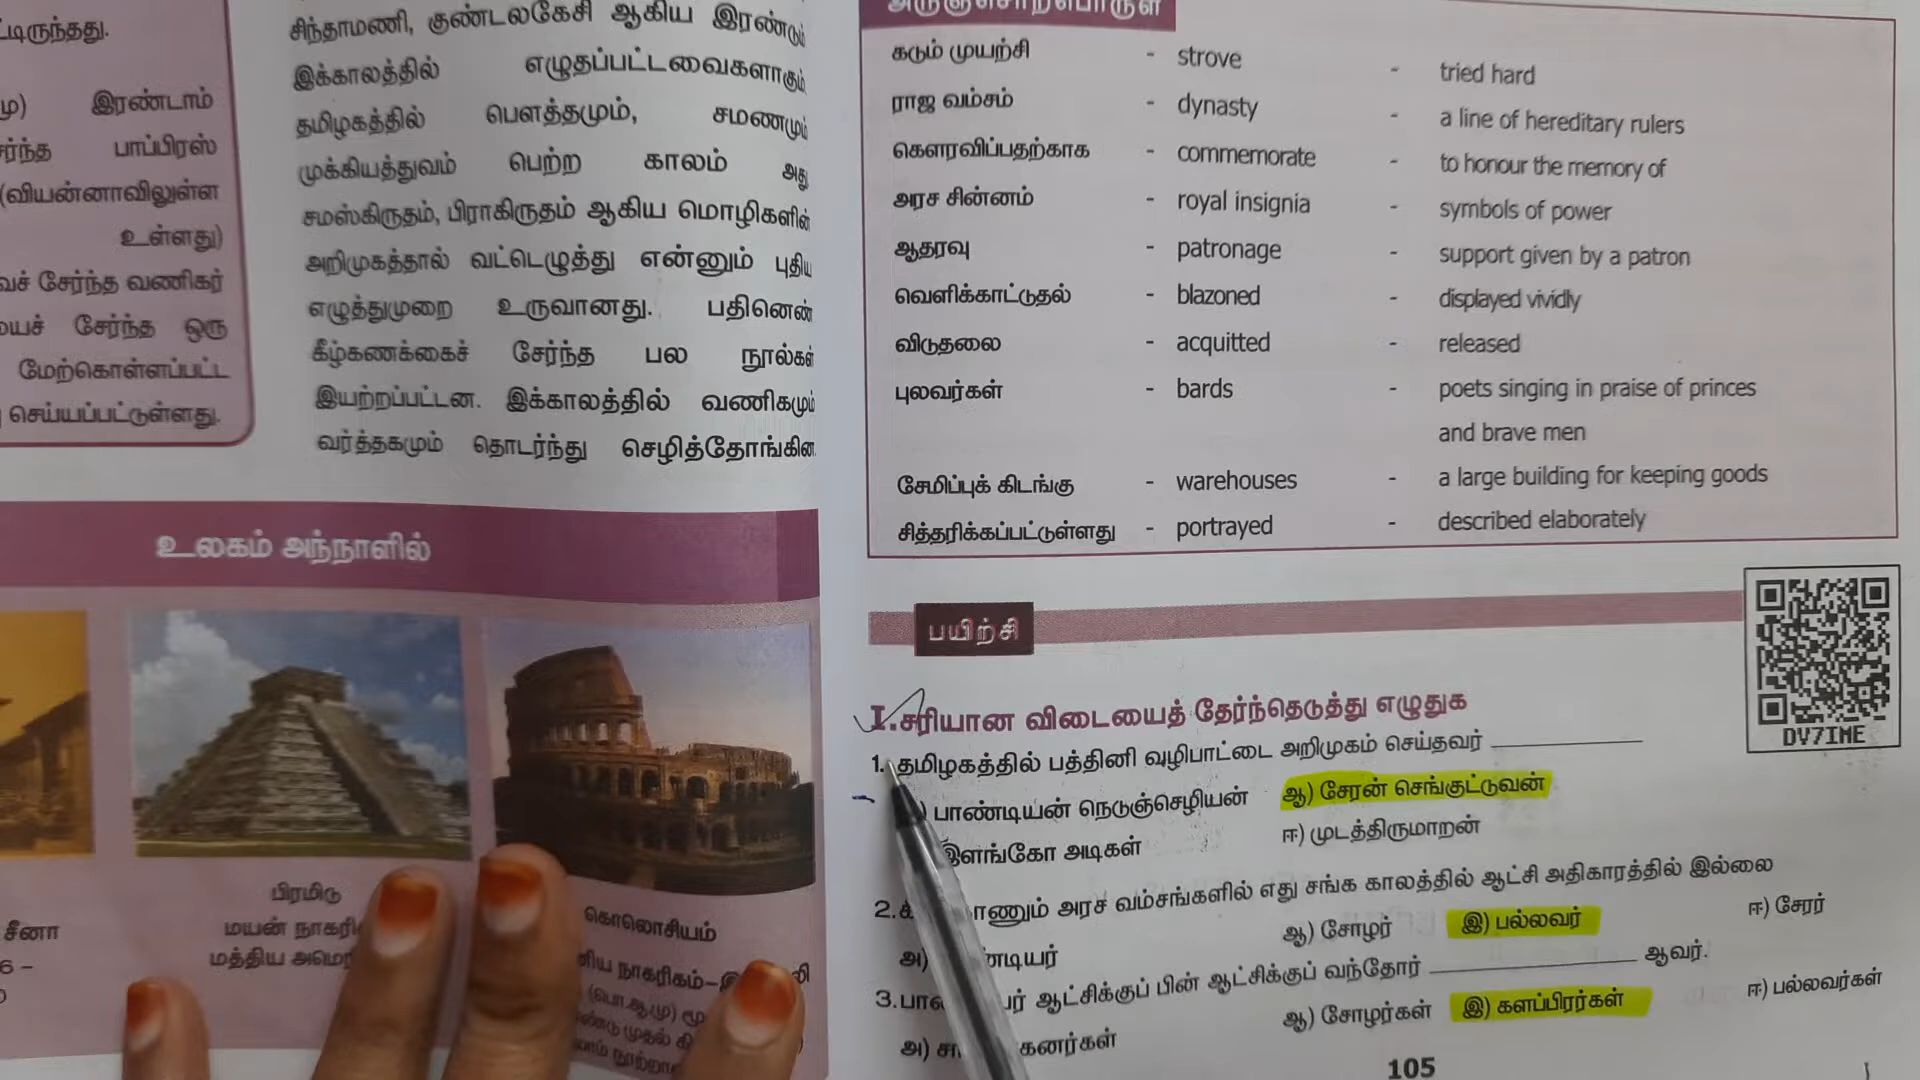 ட்டிருந்தது.
மு) இரண்டாம்
சேர்ந்த பாப்பிரஸ்
(வியன்னாவிலுள்ள
உள்ளது)
வச் சேர்ந்த வணிகர்
யைச் சேர்ந்த ஒரு
மேற்கொள்ளப்பட்ட
செய்யப்பட்டுள்ளது.
சிந்தாமணி, குண்டலகேசி ஆகிய இரண்டும்
இக்காலத்தில் எழுதப்பட்டவைகளாகும்
தமிழகத்தில் பௌத்தமும், சமணமும்
முக்கியத்துவம் பெற்ற காலம் அது
சமஸ்கிருதம், பிராகிருதம் ஆகிய மொழிகளின்
அறிமுகத்தால் வட்டெழுத்து என்னும் புதிய
எழுத்துமுறை உருவானது. பதினெண்
கீழ்கணக்கைச் சேர்ந்த பல நூல்கள்
இயற்றப்பட்டன. இக்காலத்தில் வணிகமும்
வர்த்தகமும் தொடர்ந்து செழித்தோங்கின
உலகம் அந்நாளில்
சீனா
6 –
பிரமிடு
மயன்
மத்திய
கொலொசியம்
நாகரிகம்–
(பொ.ஆ.மு)
முதல்
அருஞ்சொற்பொருள்
கடும் முயற்சி - strove - tried hard
ராஜ வம்சம் - dynasty - a line of hereditary rulers
கௌரவிப்பதற்காக - commemorate - to honour the memory of
அரச சின்னம் - royal insignia - symbols of power
ஆதரவு - patronage - support given by a patron
வெளிக்காட்டுதல் - blazoned - displayed vividly
விடுதலை - acquitted - released
புலவர்கள் - bards - poets singing in praise of princes
and brave men
சேமிப்புக் கிடங்கு - warehouses - a large building for keeping goods
சித்தரிக்கப்பட்டுள்ளது - portrayed - described elaborately
பயிற்சி
DV7IME
I.சரியான விடையைத் தேர்ந்தெடுத்து எழுதுக
1. தமிழகத்தில் பத்தினி வழிபாட்டை அறிமுகம் செய்தவர் ____________
) பாண்டியன் நெடுஞ்செழியன் ஆ) சேரன் செங்குட்டுவன்
இளங்கோ அடிகள் ஈ) முடத்திருமாறன்
2. காணும் அரச வம்சங்களில் எது சங்க காலத்தில் ஆட்சி அதிகாரத்தில் இல்லை
அ) ஆ) சோழர் இ) பல்லவர் ஈ) சேரர்
3. ஆட்சிக்குப் பின் ஆட்சிக்கு வந்தோர் ____________ ஆவர்.
அ) ஆ) சோழர்கள் இ) களப்பிரர்கள் ஈ) பல்லவர்கள்
105